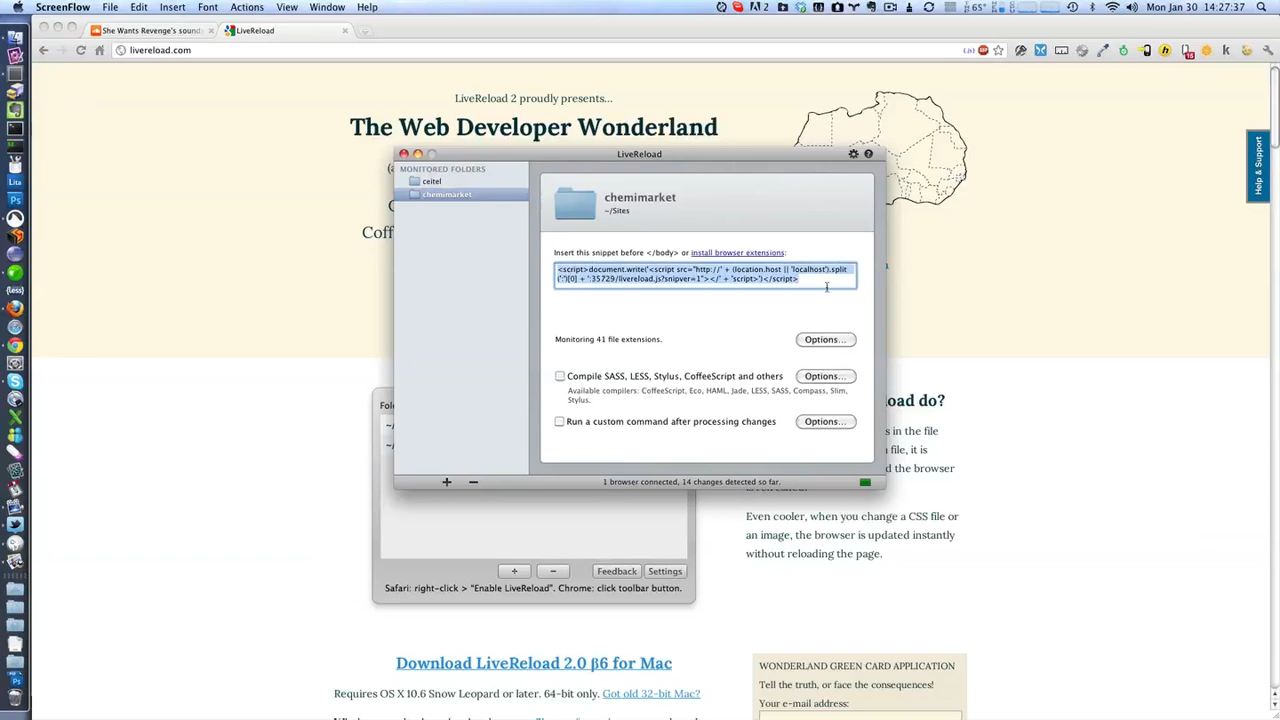 ScreenFlow File Edit Insert Font Actions View Window Help
2 65° Mon Jan 30 14:27:37
She Wants Revenge's sound
LiveReload
livereload.com
15
LiveReload 2 proudly presents…
The Web Developer Wonderland
Coff
Help & Support
LiveReload
MONITORED FOLDERS
ceitel
chemimarket
chemimarket
~/Sites
Insert this snippet before </body> or install browser extensions:
<script>document.write('<script src="http://' + (location.host || 'localhost').split
(':')[0] + ':35729/livereload.js?snipver=1"></' + 'script>')</script>
Monitoring 41 file extensions.
Options...
Compile SASS, LESS, Stylus, CoffeeScript and others
Options...
Available compilers: CoffeeScript, Eco, HAML, Jade, LESS, SASS, Compass, Slim,
Stylus.
Run a custom command after processing changes
Options...
+ −
1 browser connected, 14 changes detected so far.
Fol
~/
oad do?
s in the file
file, it is
d the browser
Even cooler, when you change a CSS file or
an image, the browser is updated instantly
without reloading the page.
+ − Feedback Settings
Safari: right-click > "Enable LiveReload". Chrome: click toolbar button.
Download LiveReload 2.0 β6 for Mac
Requires OS X 10.6 Snow Leopard or later. 64-bit only. Got old 32-bit Mac?
WONDERLAND GREEN CARD APPLICATION
Tell the truth, or face the consequences!
Your e-mail address:
Lite
Ps
{less}